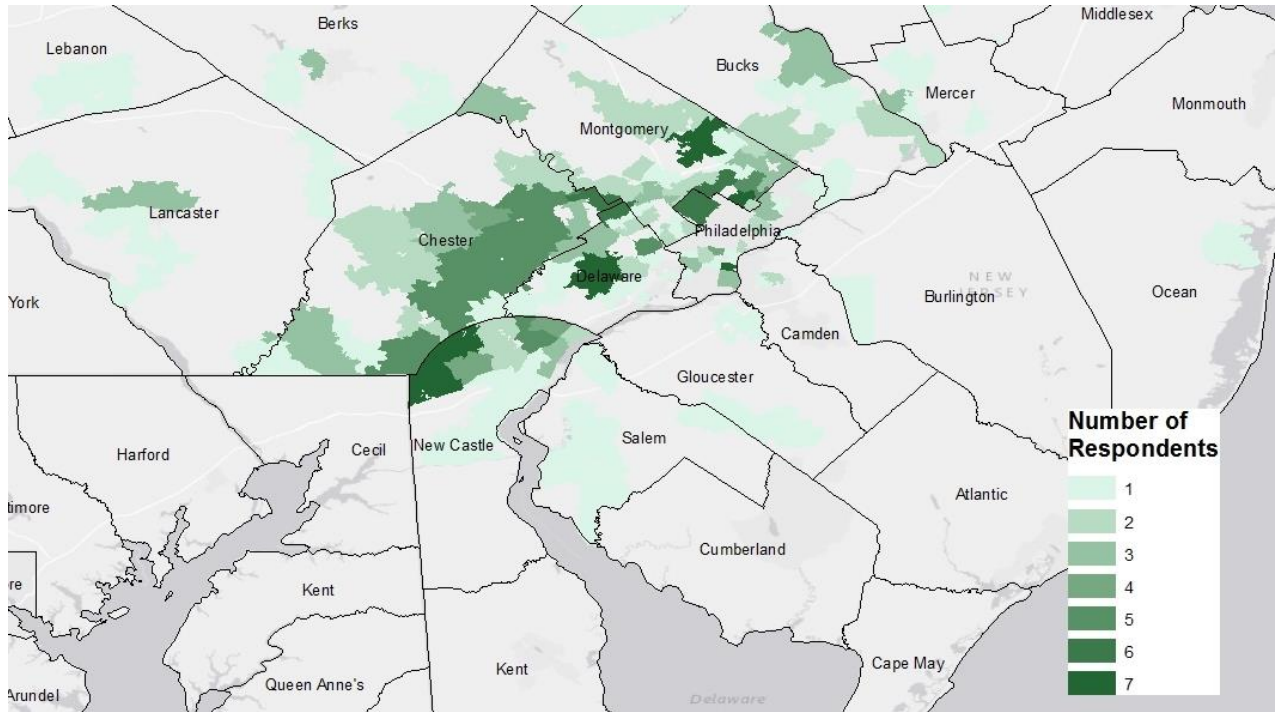 Berks
Middlesex
Lebanon
Bucks
Mercer
Monmouth
Montgomery
Lancaster
Chester
Philadelphia
Delaware
NEW
JERSEY
York
Burlington
Ocean
Camden
Gloucester
Number of
Respondents
Harford
Cecil
New Castle
Salem
1
Atlantic
2
timore
Cumberland
3
re
Kent
4
5
6
Kent
Cape May
Queen Anne's
7
Arundel
Delaware